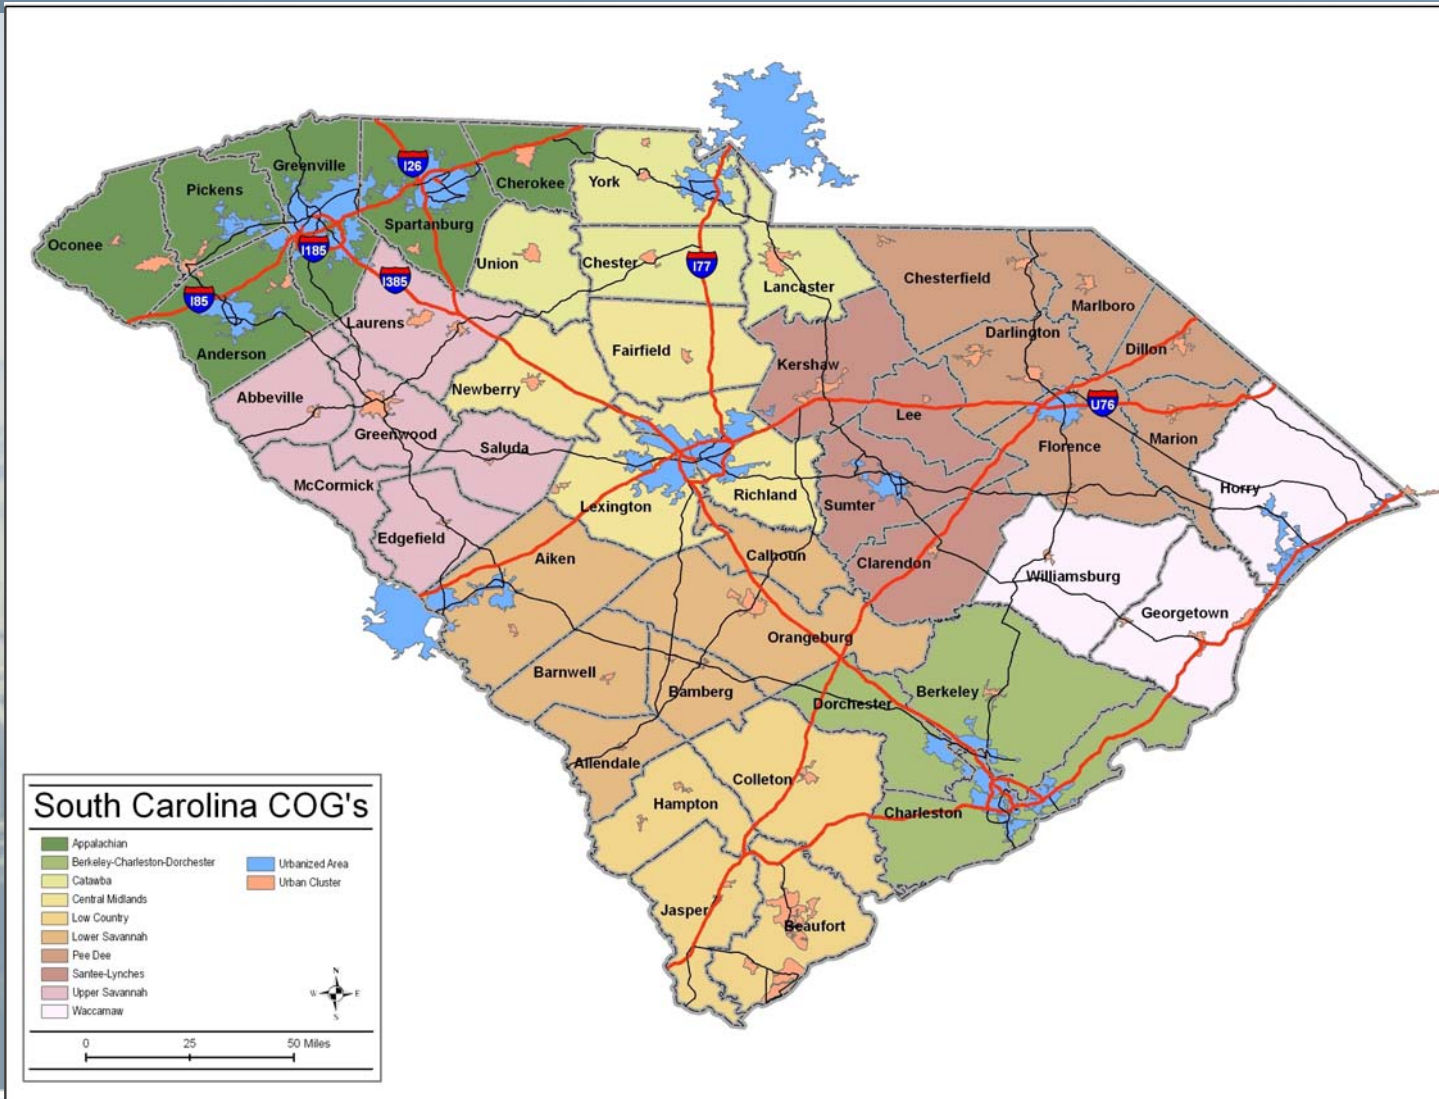 Greenville
I26
Pickens
Cherokee
York
Spartanburg
Oconee
I185
Union
Chester
I77
I385
Lancaster
Chesterfield
I85
Marlboro
Laurens
Darlington
Anderson
Fairfield
Dillon
Kershaw
Newberry
Abbeville
U76
Lee
Greenwood
Marion
Saluda
Florence
McCormick
Horry
Richland
Lexington
Sumter
Edgefield
Aiken
Calhoun
Clarendon
Williamsburg
Georgetown
Orangeburg
Barnwell
Bamberg
Berkeley
Dorchester
Allendale
Colleton
Hampton
Charleston
Jasper
Beaufort
South Carolina COG's
Appalachian
Berkeley-Charleston-Dorchester
Catawba
Central Midlands
Low Country
Lower Savannah
Pee Dee
Santee-Lynches
Upper Savannah
Waccamaw
Urbanized Area
Urban Cluster
N
W E
S
0 25 50 Miles